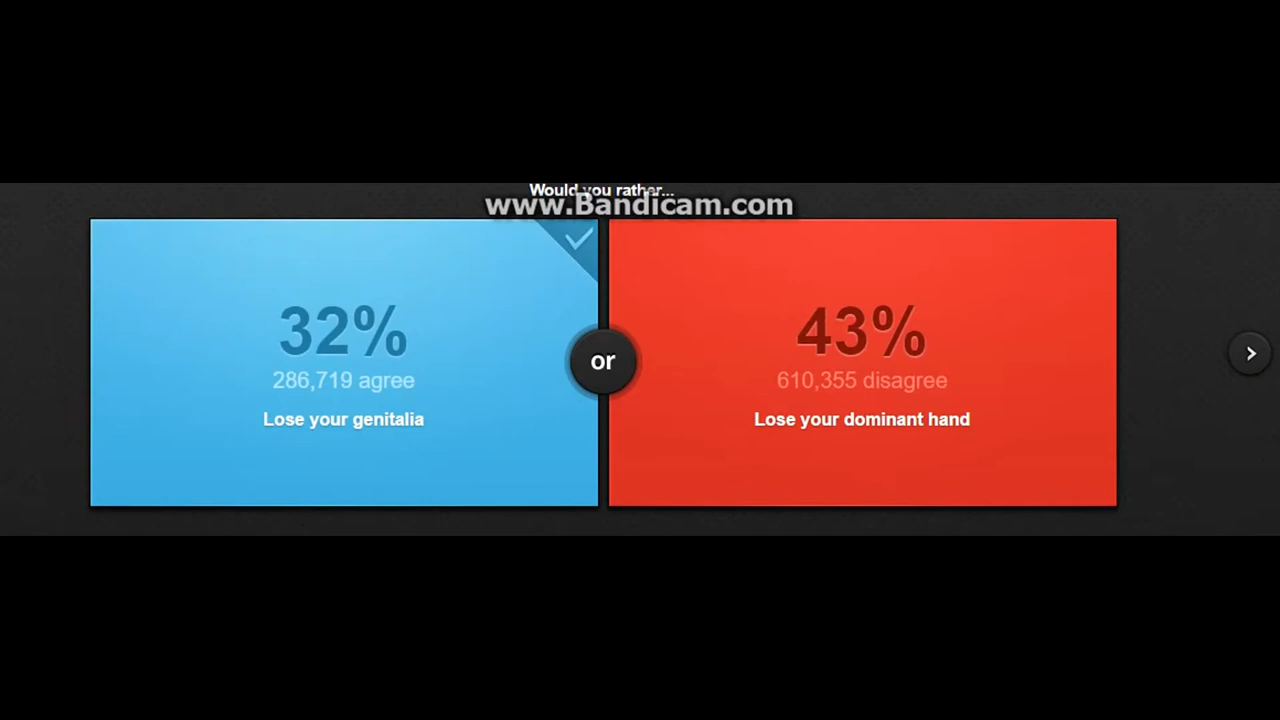 Would you rather...
www.Bandicam.com
32%
286,719 agree
Lose your genitalia
or
43%
610,355 disagree
Lose your dominant hand